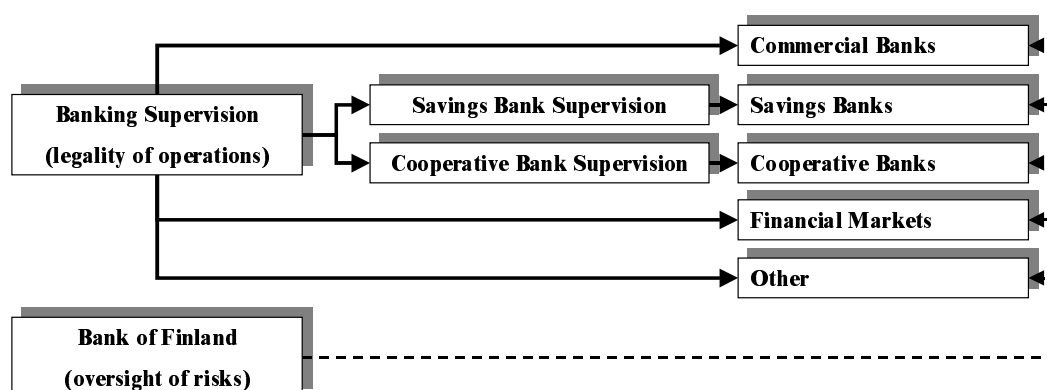 Commercial Banks
Banking Supervision
(legality of operations)
Savings Bank Supervision
Savings Banks
Cooperative Bank Supervision
Cooperative Banks
Financial Markets
Other
Bank of Finland
(oversight of risks)